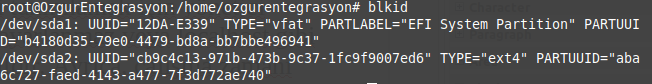 root@OzgurEntegrasyon:/home/ozgurentegrasyon# blkid
/dev/sda1: UUID="12DA-E339" TYPE="vfat" PARTLABEL="EFI System Partition" PARTUUI
D="b4180d35-79e0-4479-bd8a-bb7bbe496941"
/dev/sda2: UUID="cb9c4c13-971b-473b-9c37-1fc9f9007ed6" TYPE="ext4" PARTUUID="aba
6c727-faed-4143-a477-7f3d772ae740"